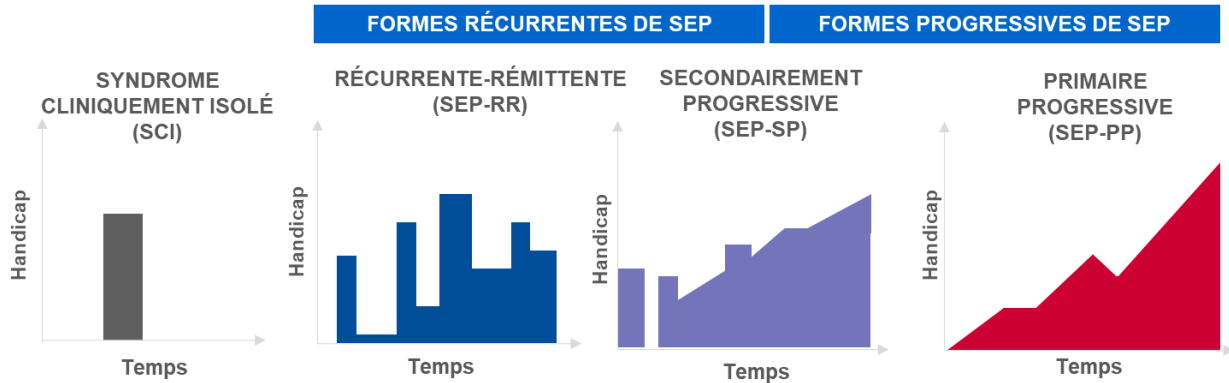 FORMES RÉCURRENTES DE SEP
FORMES PROGRESSIVES DE SEP
SYNDROME
CLINIQUEMENT ISOLÉ
(SCI)
Handicap
Temps
RÉCURRENTE-RÉMITTENTE
(SEP-RR)
Handicap
Temps
SECONDAIREMENT
PROGRESSIVE
(SEP-SP)
Handicap
Temps
PRIMAIRE
PROGRESSIVE
(SEP-PP)
Handicap
Temps